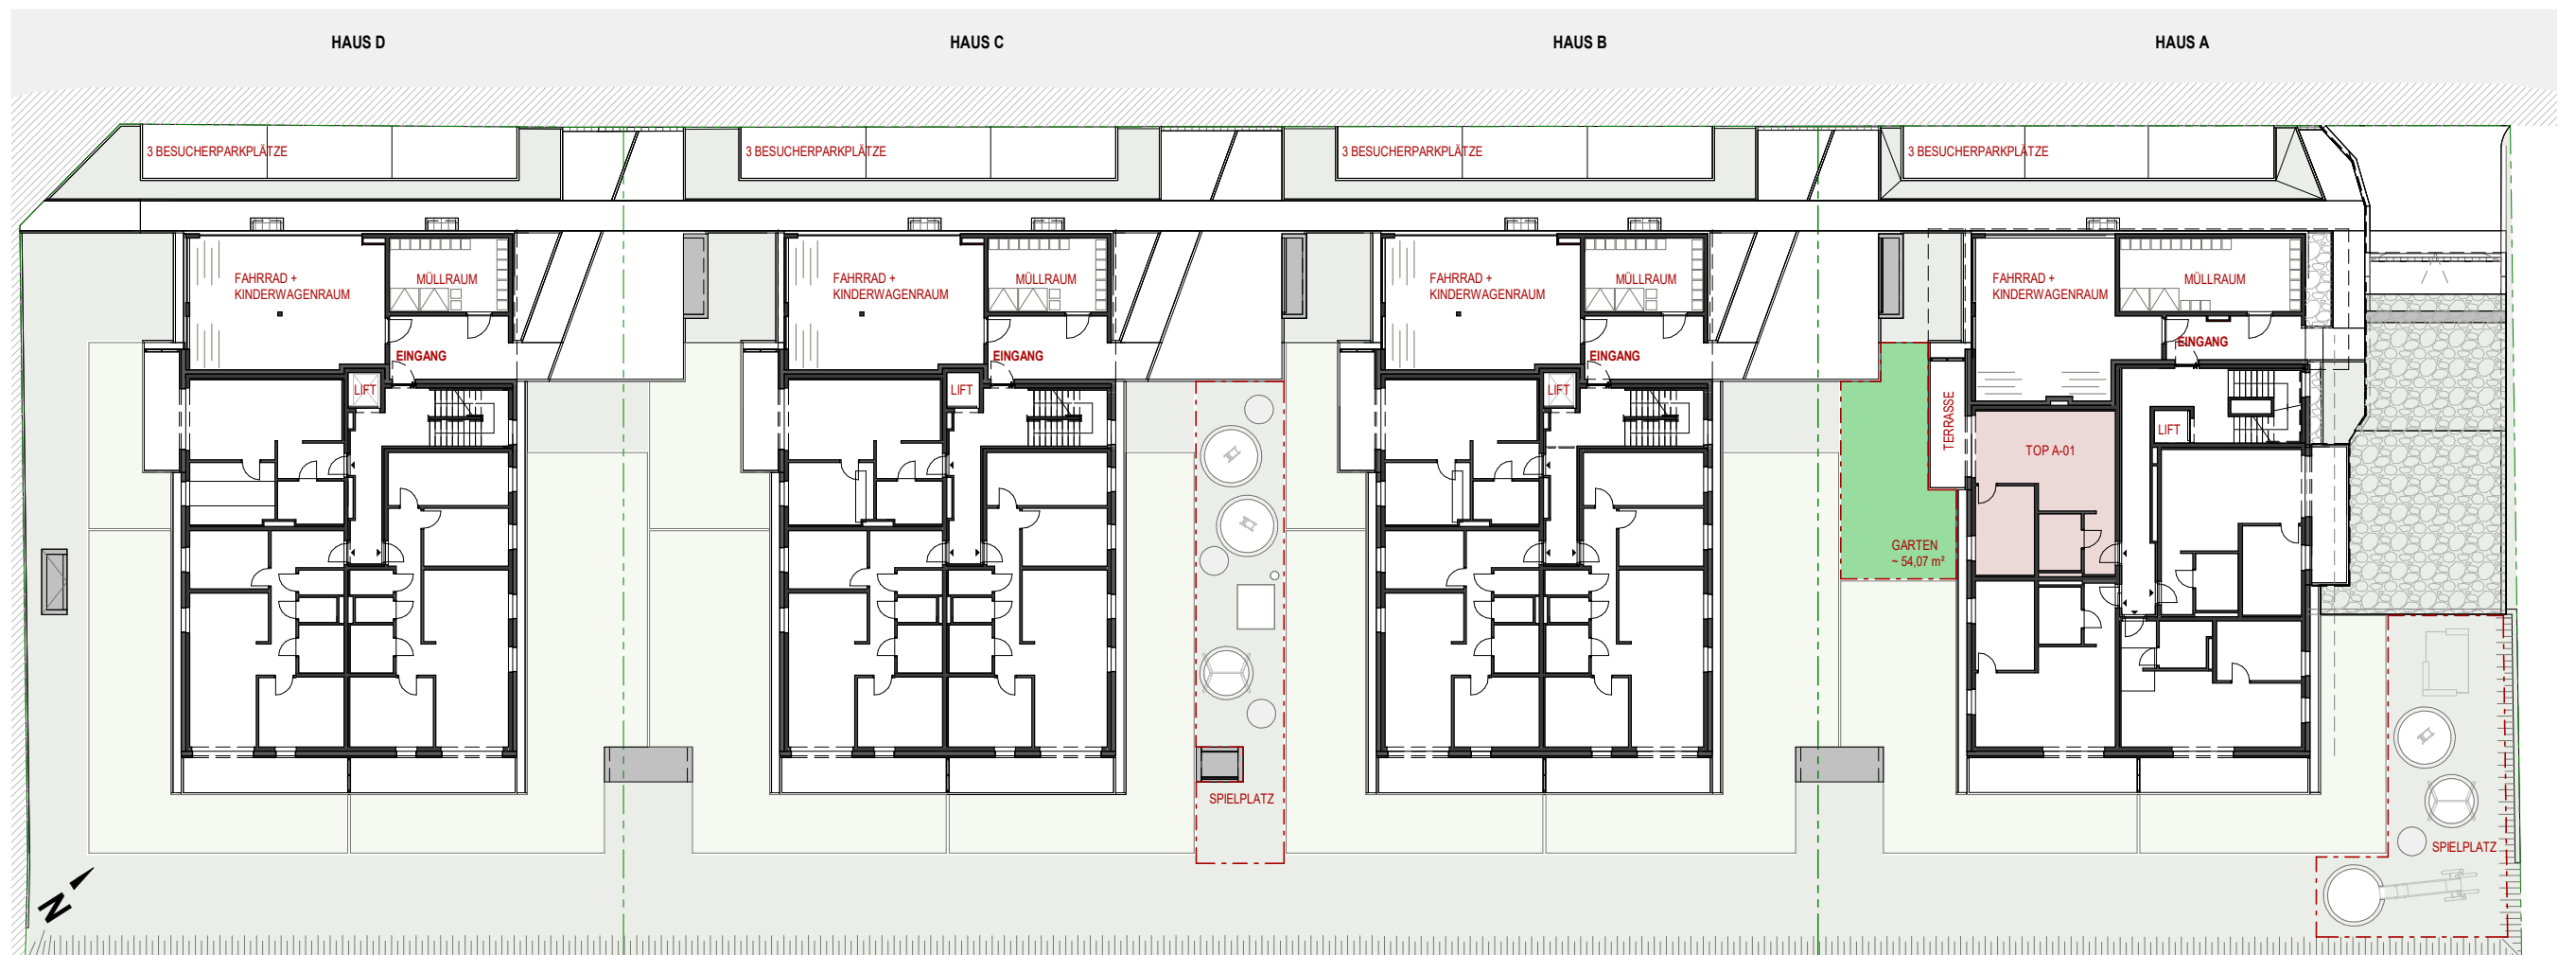 HAUS D
HAUS C
HAUS B
HAUS A
3 BESUCHERPARKPLÄTZE
3 BESUCHERPARKPLÄTZE
3 BESUCHERPARKPLÄTZE
3 BESUCHERPARKPLÄTZE
FAHRRAD +
KINDERWAGENRAUM
MÜLLRAUM
FAHRRAD +
KINDERWAGENRAUM
MÜLLRAUM
FAHRRAD +
KINDERWAGENRAUM
MÜLLRAUM
FAHRRAD +
KINDERWAGENRAUM
MÜLLRAUM
EINGANG
EINGANG
EINGANG
EINGANG
LIFT
LIFT
LIFT
LIFT
TERRASSE
TOP A-01
GARTEN
~ 54,07 m²
SPIELPLATZ
SPIELPLATZ
N